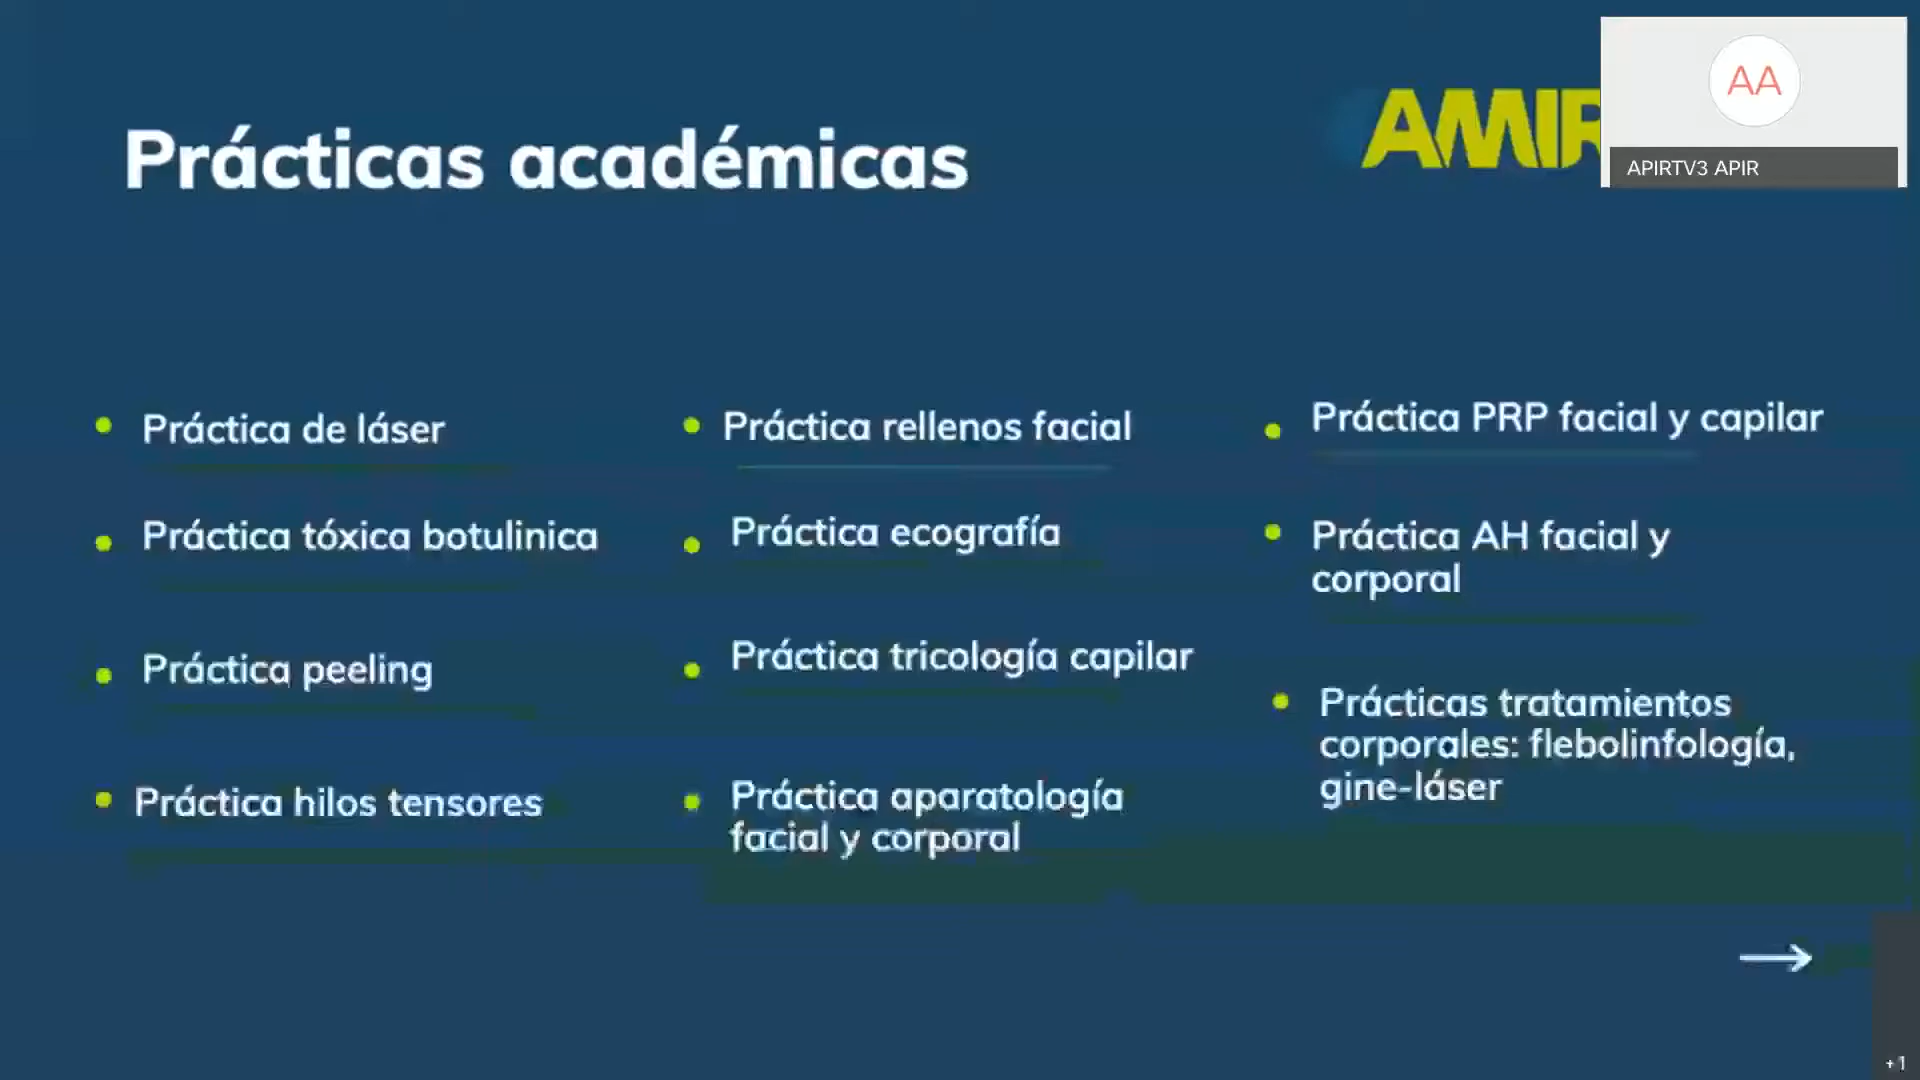 Prácticas académicas
AMIR
AA
APIRTV3 APIR
Práctica de láser
Práctica tóxica botulinica
Práctica peeling
Práctica hilos tensores
Práctica rellenos facial
Práctica ecografía
Práctica tricología capilar
Práctica aparatología
facial y corporal
Práctica PRP facial y capilar
Práctica AH facial y
corporal
Prácticas tratamientos
corporales: flebolinfología,
gine-láser
+1